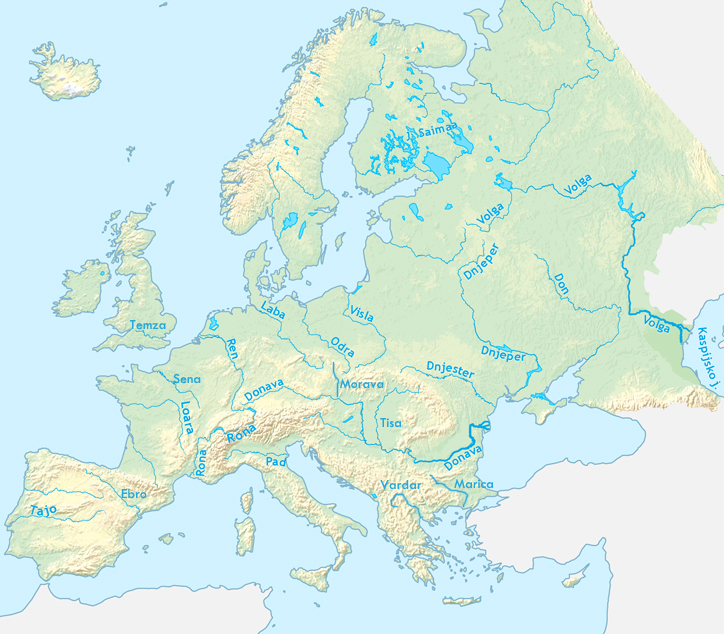 J. Saimaa
Volga
Volga
Dnjeper
Don
Laba
Visla
Temza
Volga
Kaspijsko j.
Ren
Odra
Dnjeper
Dnjester
Sena
Donava
Morava
Loara
Tisa
Rona
Rona
Pad
Donava
Ebro
Vardar
Marica
Tajo